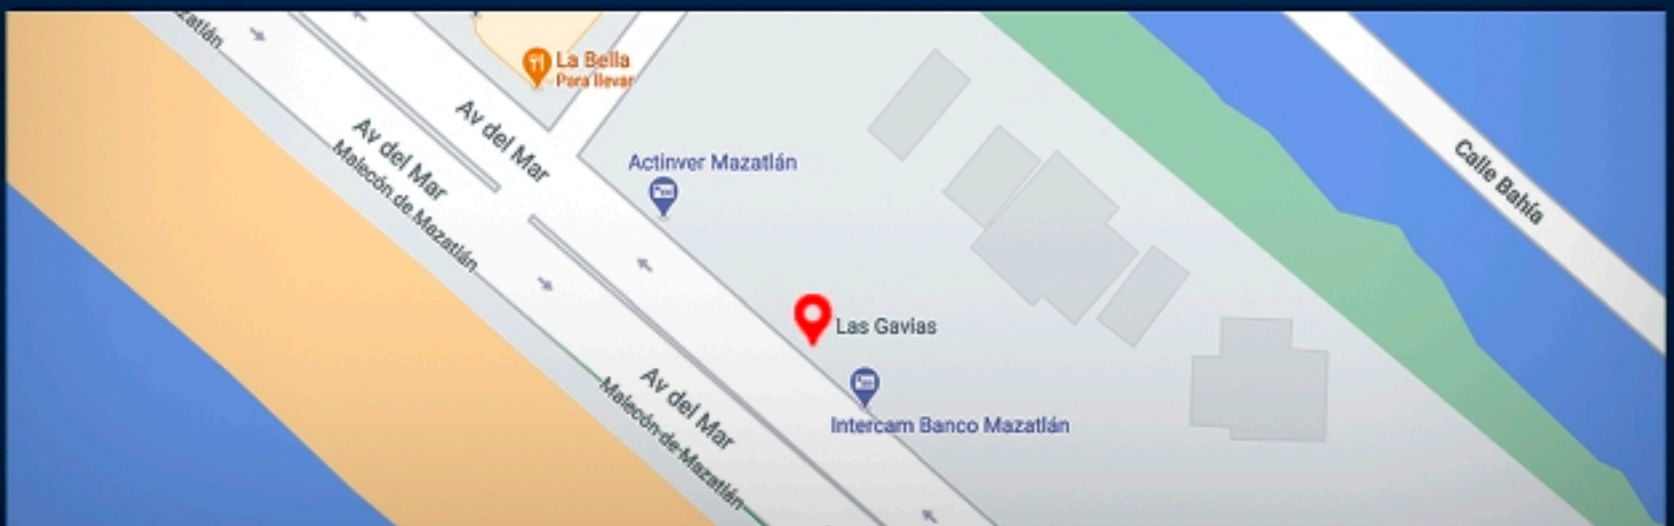 zatlán
La Bella
Para llevar
Av del Mar
Av del Mar
Malecón de Mazatlán
Actinver Mazatlán
Calle Bahía
Las Gavias
Intercam Banco Mazatlán
Av del Mar
Malecón de Mazatlán